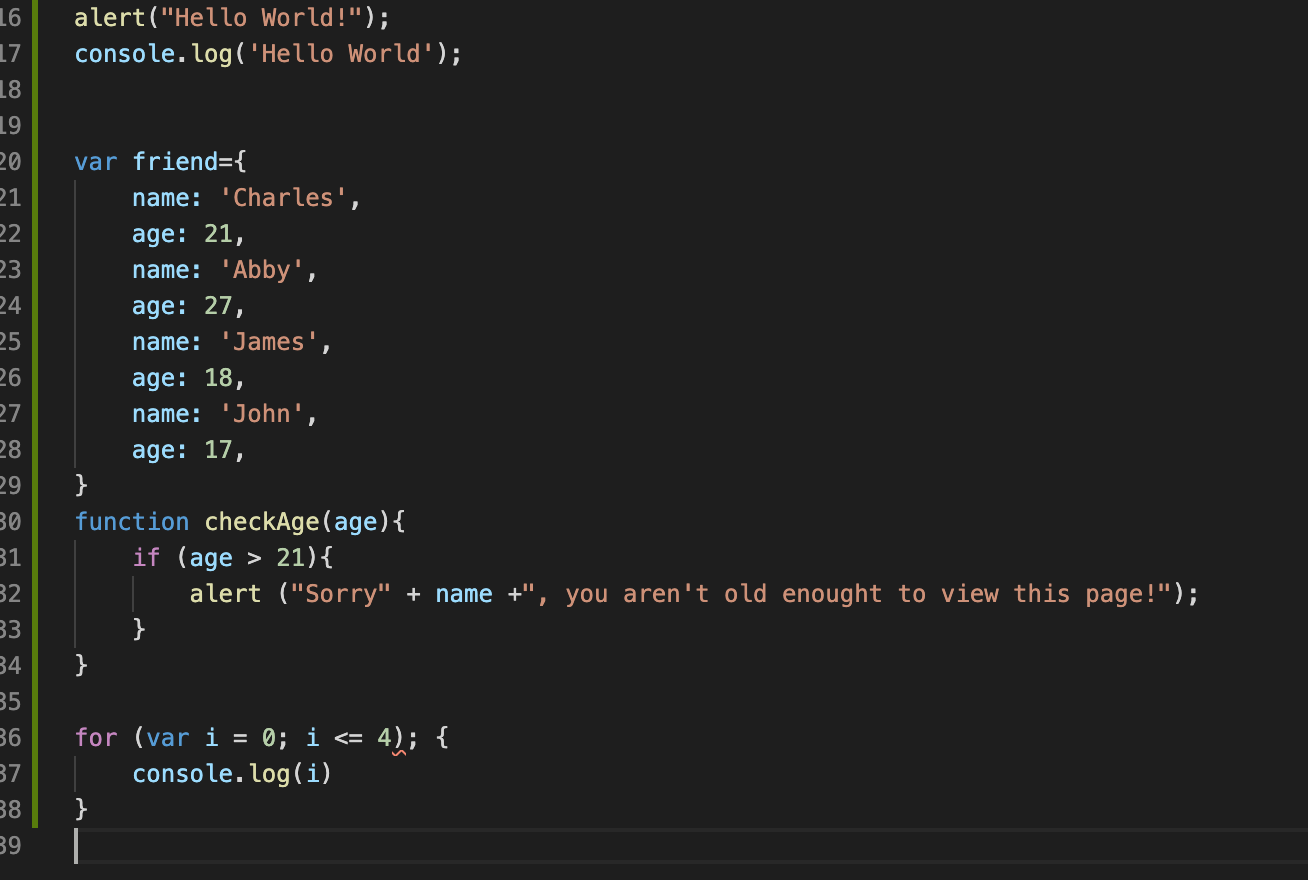 16 alert("Hello World!");
17 console.log('Hello World');
18
19
20 var friend={
21     name: 'Charles',
22     age: 21,
23     name: 'Abby',
24     age: 27,
25     name: 'James',
26     age: 18,
27     name: 'John',
28     age: 17,
29 }
30 function checkAge(age){
31     if (age > 21){
32         alert ("Sorry" + name +", you aren't old enought to view this page!");
33     }
34 }
35
36 for (var i = 0; i <= 4); {
37     console.log(i)
38 }
39